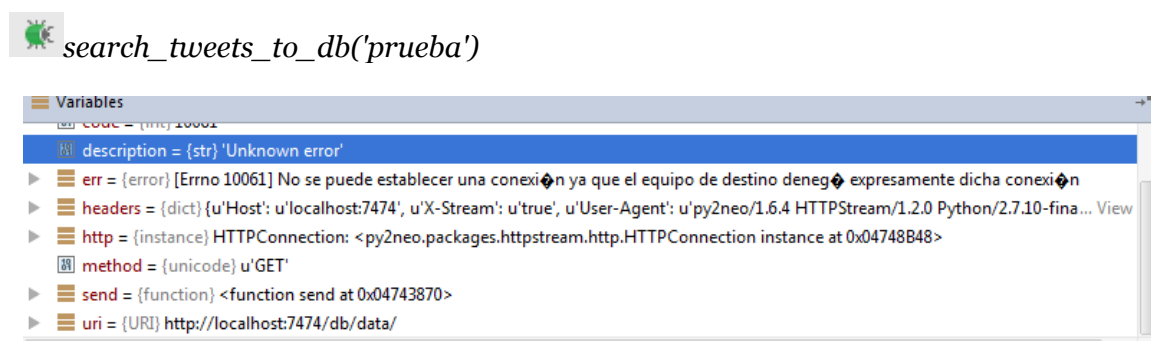 search_tweets_to_db('prueba')
Variables
code = {int} 10061
description = {str} 'Unknown error'
err = {error} [Errno 10061] No se puede establecer una conexi�n ya que el equipo de destino deneg� expresamente dicha conexi�n
headers = {dict} {u'Host': u'localhost:7474', u'X-Stream': u'true', u'User-Agent': u'py2neo/1.6.4 HTTPStream/1.2.0 Python/2.7.10-fina... View
http = {instance} HTTPConnection: <py2neo.packages.httpstream.http.HTTPConnection instance at 0x04748B48>
method = {unicode} u'GET'
send = {function} <function send at 0x04743870>
uri = {URI} http://localhost:7474/db/data/